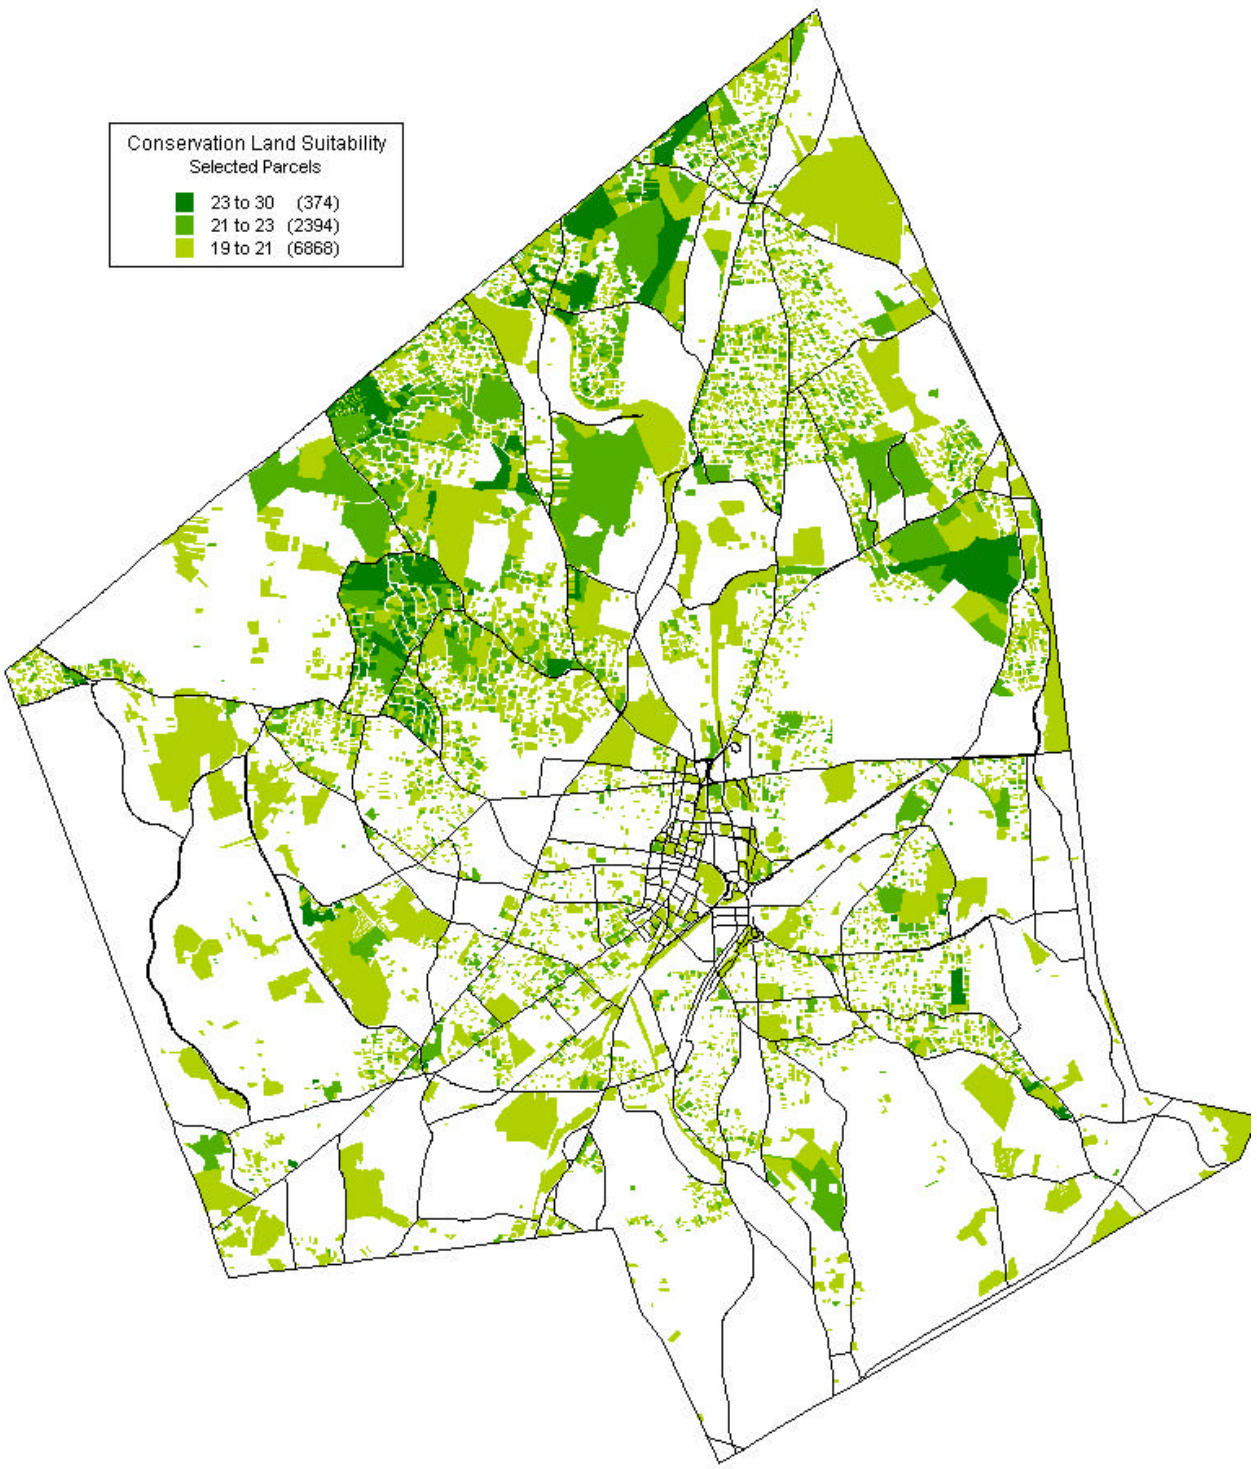 Conservation Land Suitability
Selected Parcels
23 to 30 (374)
21 to 23 (2394)
19 to 21 (6868)